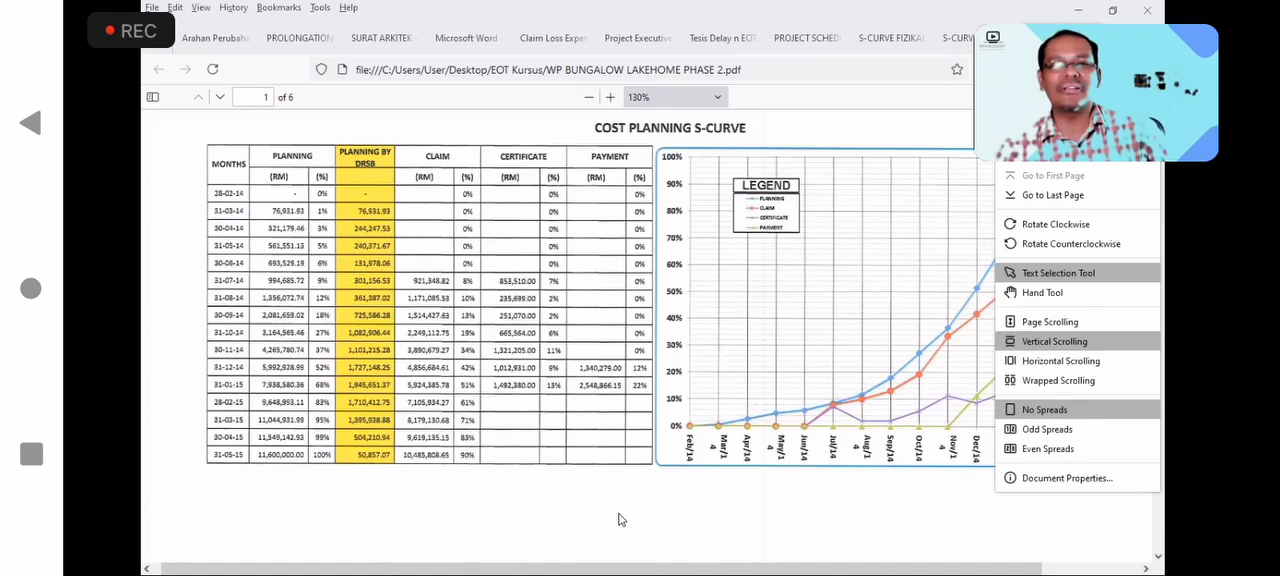 File Edit View History Bookmarks Tools Help
REC
Arahan Perubaha PROLONGATION SURAT ARKITEK - Microsoft Word Claim Loss Exper Project Executive Tesis Delay n EOT. PROJECT SCHED S-CURVE FIZIKAL S-CURV
file:///C:/Users/User/Desktop/EOT Kursus/WP BUNGALOW LAKEHOME PHASE 2.pdf
1 of 6 130%
COST PLANNING S-CURVE
MONTHS PLANNING PLANNING BY DRSB CLAIM CERTIFICATE PAYMENT
(RM) (%) (RM) (%) (RM) (%) (RM) (%)
28-02-14 - 0% - 0% 0% 0%
31-03-14 76,931.93 1% 76,931.93 0% 0% 0%
30-04-14 321,179.46 3% 244,247.53 0% 0% 0%
31-05-14 561,551.13 5% 240,371.67 0% 0% 0%
30-06-14 693,529.19 6% 131,978.06 0% 0% 0%
31-07-14 994,685.72 9% 301,156.53 921,348.82 8% 853,510.00 7% 0%
31-08-14 1,356,072.74 12% 361,387.02 1,171,085.53 10% 235,699.00 2% 0%
30-09-14 2,081,659.02 18% 725,586.28 1,514,427.63 13% 251,070.00 2% 0%
31-10-14 3,164,565.46 27% 1,082,906.44 2,249,112.75 19% 665,564.00 6% 0%
30-11-14 4,265,780.74 37% 1,101,215.28 3,890,679.27 34% 1,321,205.00 11% 0%
31-12-14 5,992,928.99 52% 1,727,148.25 4,856,684.61 42% 1,012,931.00 9% 1,340,279.00 12%
31-01-15 7,938,580.36 68% 1,945,651.37 5,924,385.78 51% 1,492,380.00 13% 2,548,866.15 22%
28-02-15 9,648,993.11 83% 1,710,412.75 7,105,934.27 61%
31-03-15 11,044,931.99 95% 1,395,938.88 8,179,130.68 71%
30-04-15 11,549,142.93 99% 504,210.94 9,619,135.15 83%
31-05-15 11,600,000.00 100% 50,857.07 10,485,808.65 90%
100%
90%
80%
70%
60%
50%
40%
30%
20%
10%
0%
LEGEND
PLANNING
CLAIM
CERTIFICATE
PAYMENT
Feb/14 Mar/14 Apr/14 May/14 Jun/14 Jul/14 Aug/14 Sep/14 Oct/14 Nov/14 Dec/14
Go to First Page
Go to Last Page
Rotate Clockwise
Rotate Counterclockwise
Text Selection Tool
Hand Tool
Page Scrolling
Vertical Scrolling
Horizontal Scrolling
Wrapped Scrolling
No Spreads
Odd Spreads
Even Spreads
Document Properties...